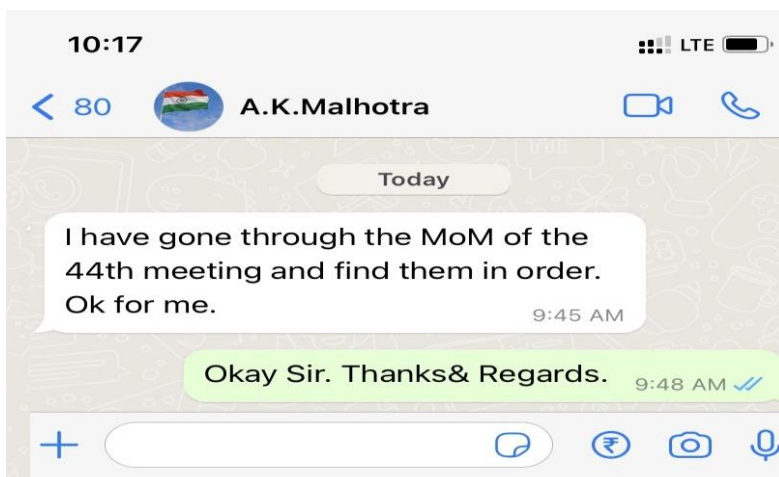 10:17 LTE
80 A.K.Malhotra
Today
I have gone through the MoM of the
44th meeting and find them in order.
Ok for me. 9:45 AM
Okay Sir. Thanks& Regards. 9:48 AM
₹